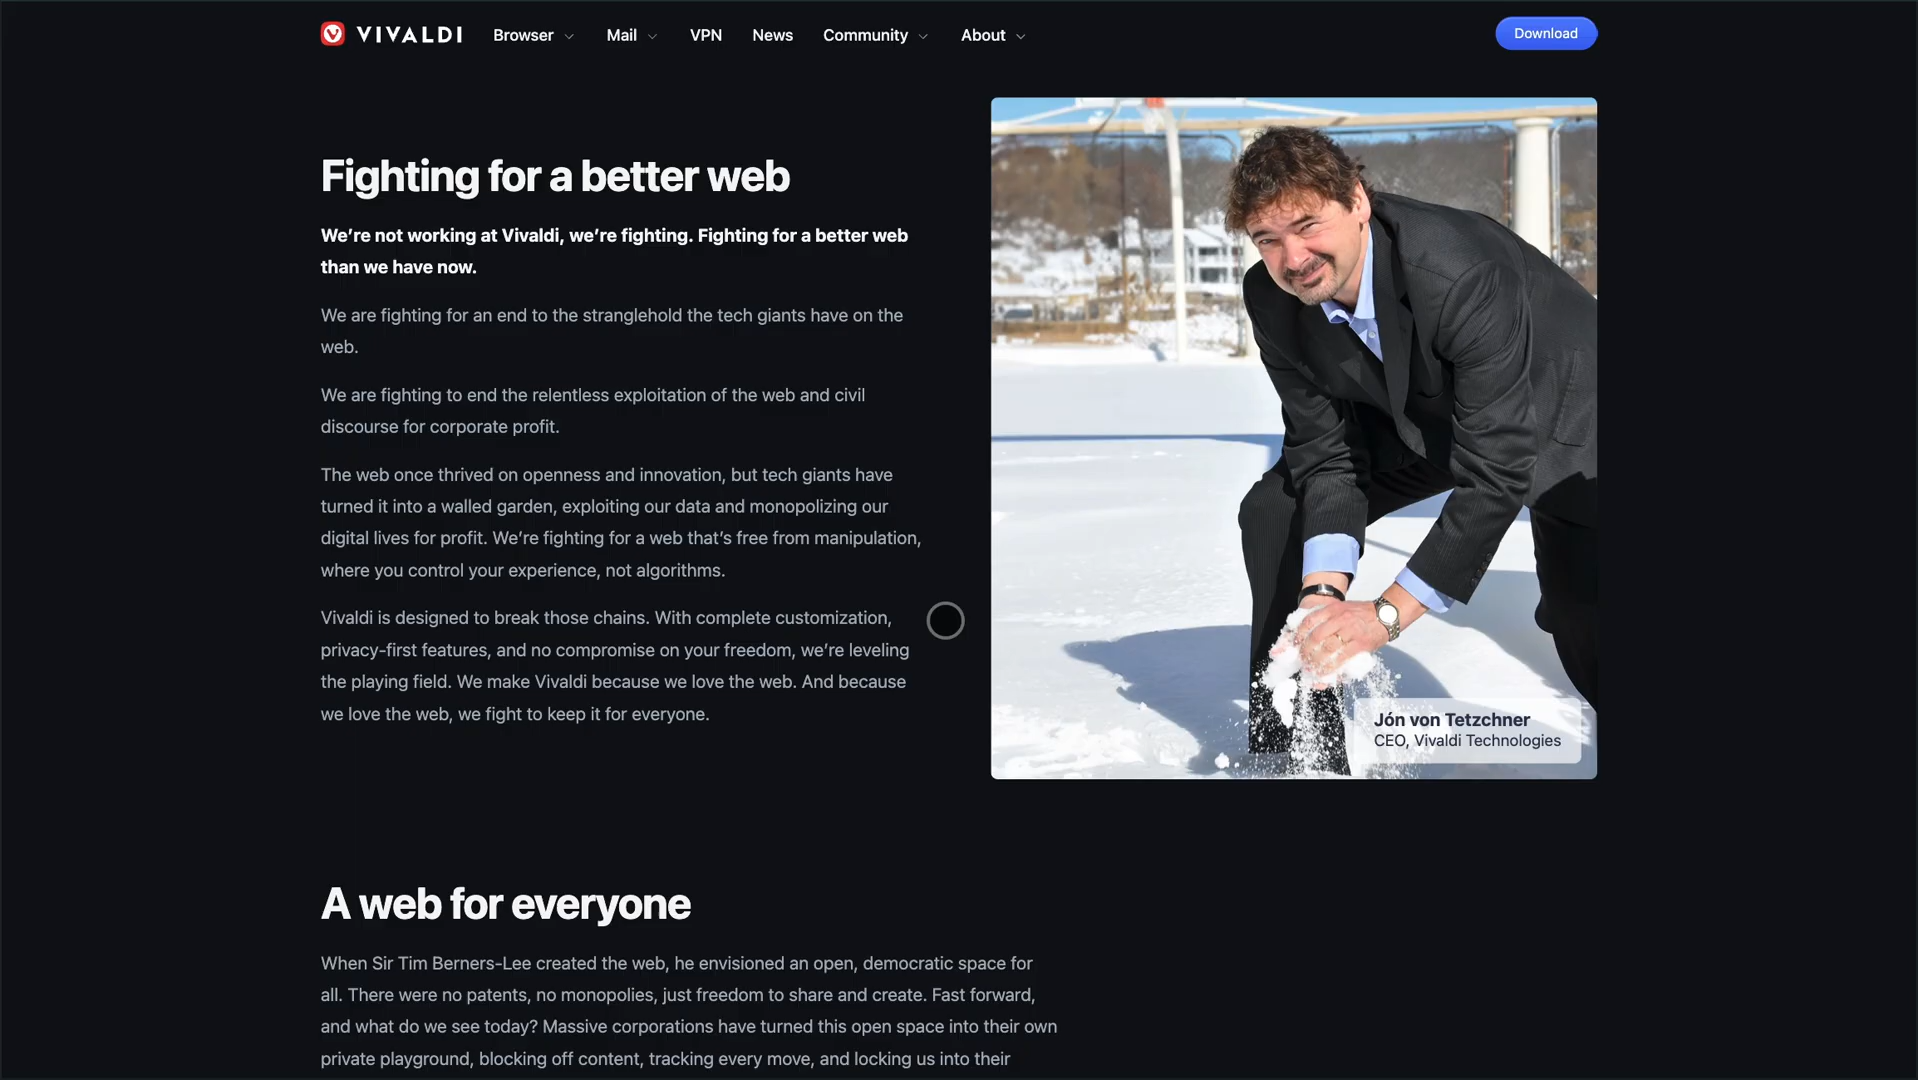 VIVALDI Browser Mail VPN News Community About Download
Fighting for a better web
We're not working at Vivaldi, we're fighting. Fighting for a better web
than we have now.
We are fighting for an end to the stranglehold the tech giants have on the
web.
We are fighting to end the relentless exploitation of the web and civil
discourse for corporate profit.
The web once thrived on openness and innovation, but tech giants have
turned it into a walled garden, exploiting our data and monopolizing our
digital lives for profit. We're fighting for a web that's free from manipulation,
where you control your experience, not algorithms.
Vivaldi is designed to break those chains. With complete customization,
privacy-first features, and no compromise on your freedom, we're leveling
the playing field. We make Vivaldi because we love the web. And because
we love the web, we fight to keep it for everyone.
Jón von Tetzchner
CEO, Vivaldi Technologies
A web for everyone
When Sir Tim Berners-Lee created the web, he envisioned an open, democratic space for
all. There were no patents, no monopolies, just freedom to share and create. Fast forward,
and what do we see today? Massive corporations have turned this open space into their own
private playground, blocking off content, tracking every move, and locking us into their